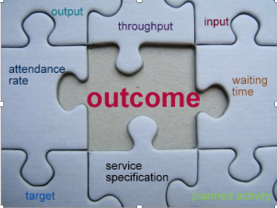 output
throughput
input
attendance
rate
waiting
time
outcome
service
specification
target
planned activity